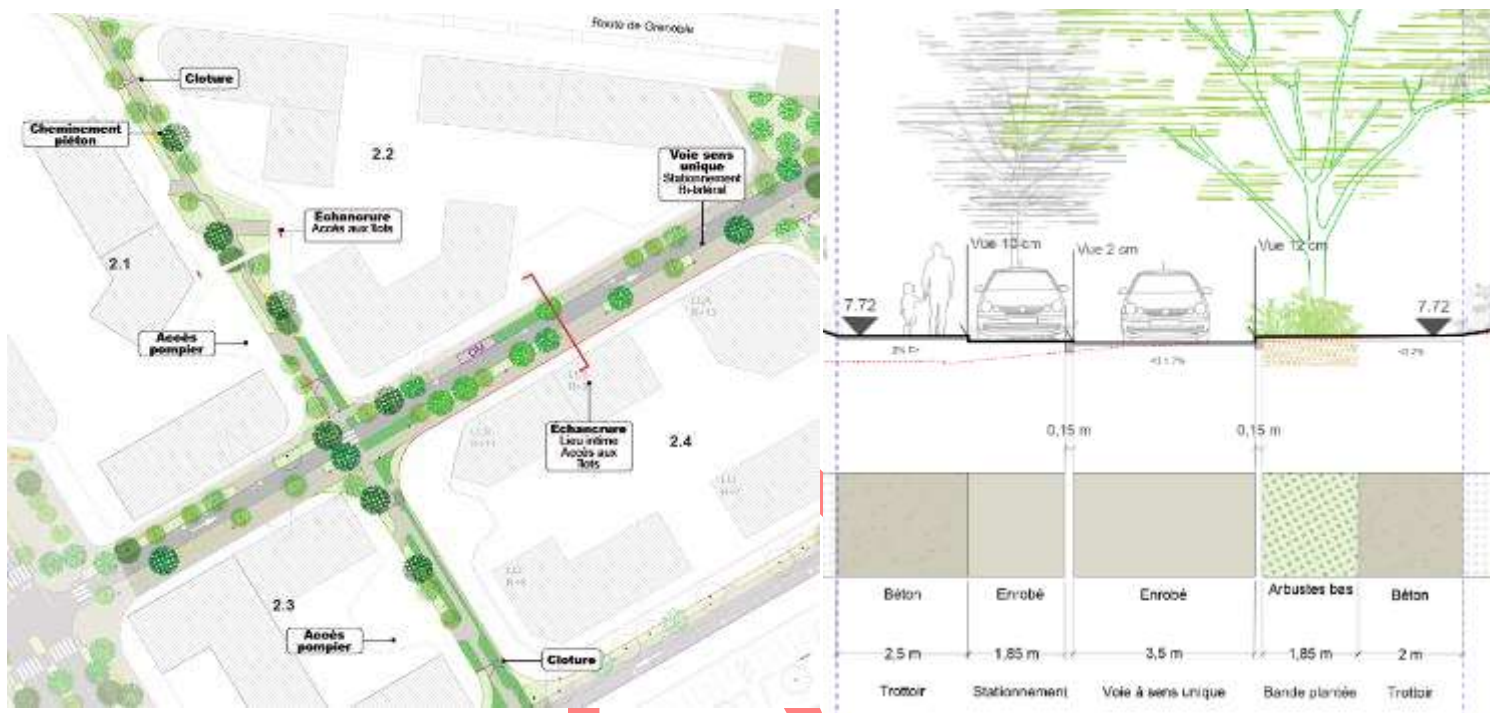 Route de Grenoble
Cloture
Cheminement
piéton
2.2
Voie sens
unique
Stationnement
Bi-latéral
Echancrure
Accès aux îlots
2.1
Accès
pompier
Echancrure
Lieu intime
Accès aux
îlots
2.4
2.3
Accès
pompier
Cloture
Vue 10 cm
Vue 2 cm
Vue 12 cm
7.72
7.72
0,15 m
0,15 m
Béton
Enrobé
Enrobé
Arbustes bas
Béton
2,5 m
1,85 m
3,5 m
1,85 m
2 m
Trottoir
Stationnement
Voie à sens unique
Bande plantée
Trottoir